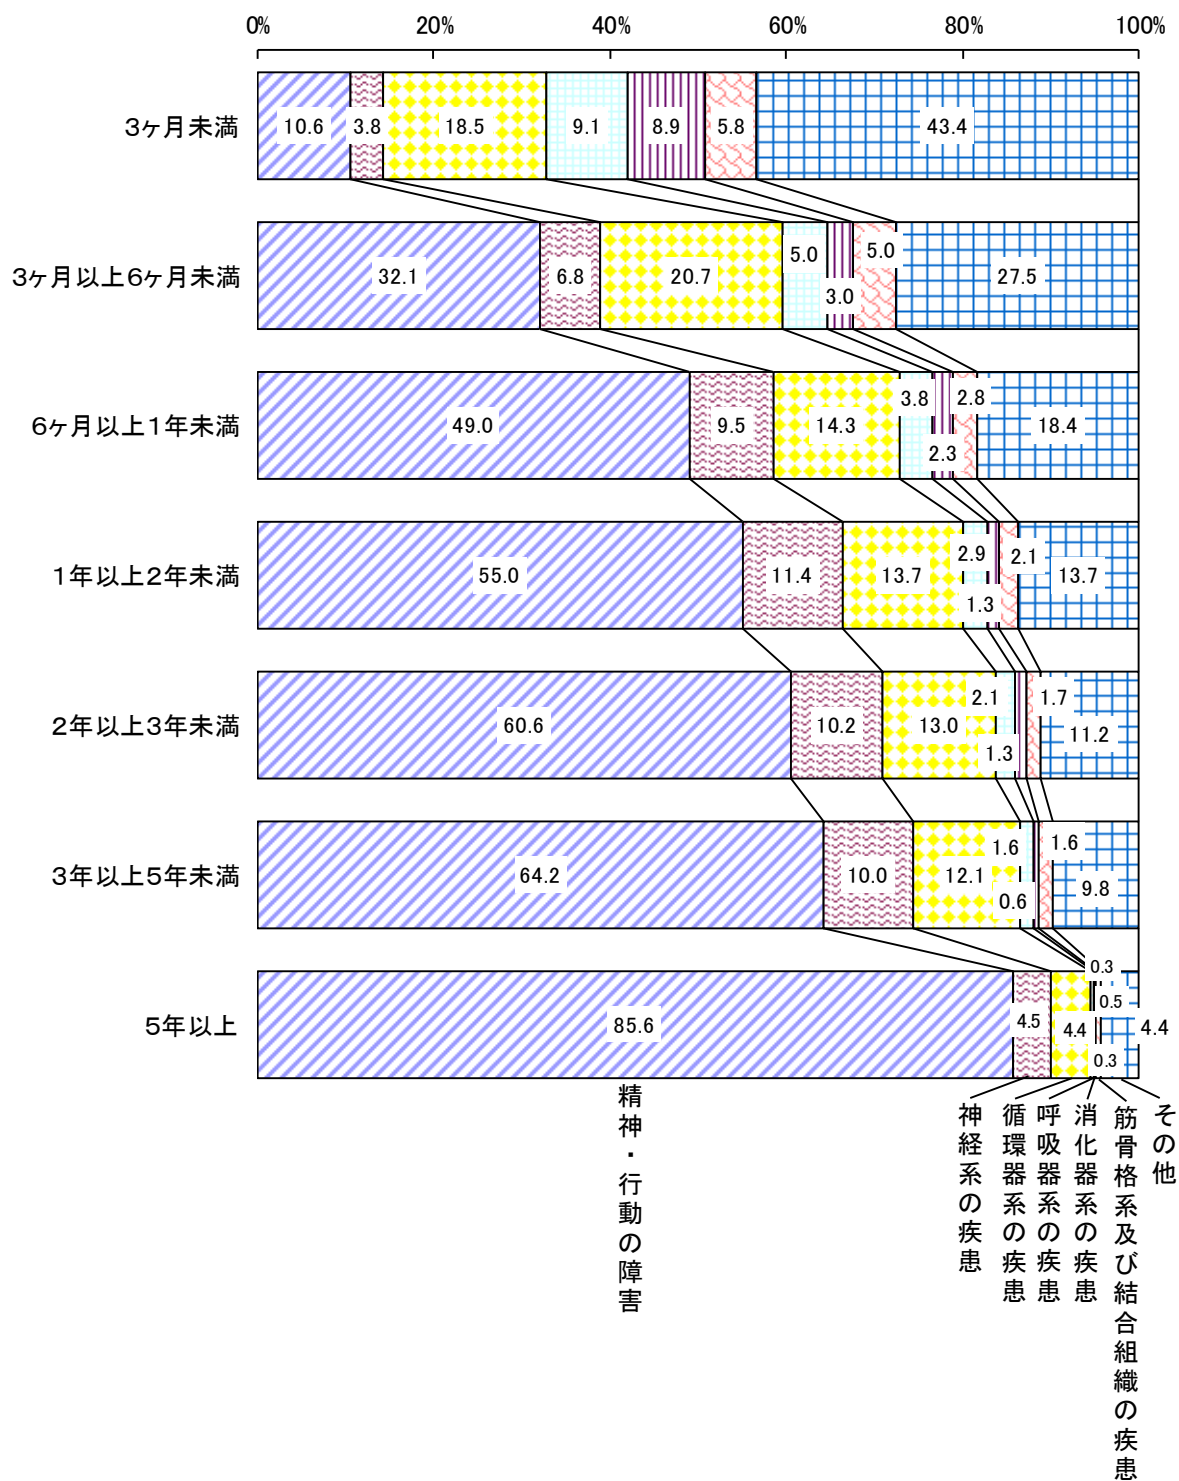 0% 20% 40% 60% 80% 100%
3ヶ月未満 10.6 3.8 18.5 9.1 8.9 5.8 43.4
3ヶ月以上6ヶ月未満 32.1 6.8 20.7 5.0 3.0 5.0 27.5
6ヶ月以上1年未満 49.0 9.5 14.3 3.8 2.3 2.8 18.4
1年以上2年未満 55.0 11.4 13.7 2.9 1.3 2.1 13.7
2年以上3年未満 60.6 10.2 13.0 2.1 1.3 1.7 11.2
3年以上5年未満 64.2 10.0 12.1 1.6 0.6 1.6 9.8
5年以上 85.6 4.5 4.4 0.3 0.3 0.5 4.4
精神・行動の障害
神経系の疾患
循環器系の疾患
呼吸器系の疾患
消化器系の疾患
筋骨格系及び結合組織の疾患
その他